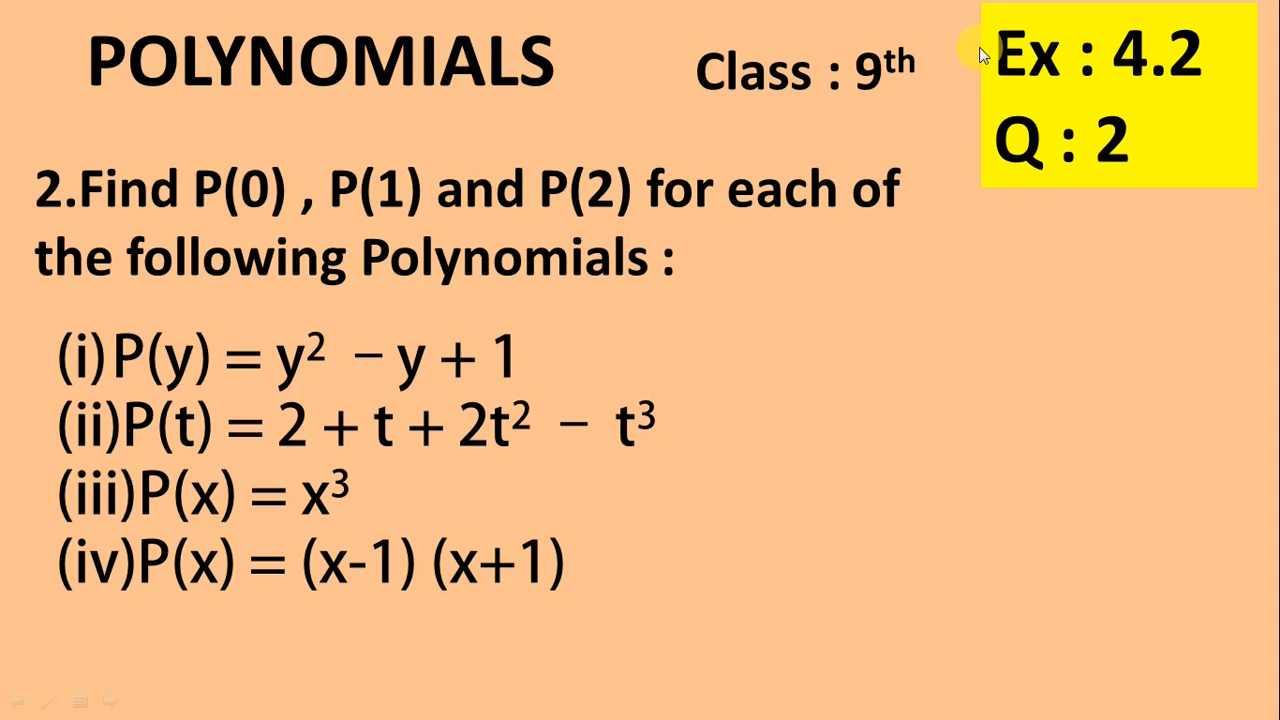 POLYNOMIALS
Class : 9th
Ex : 4.2
Q : 2
2.Find P(0) , P(1) and P(2) for each of
the following Polynomials :
(i)P(y) = y² − y + 1
(ii)P(t) = 2 + t + 2t² − t³
(iii)P(x) = x³
(iv)P(x) = (x-1) (x+1)